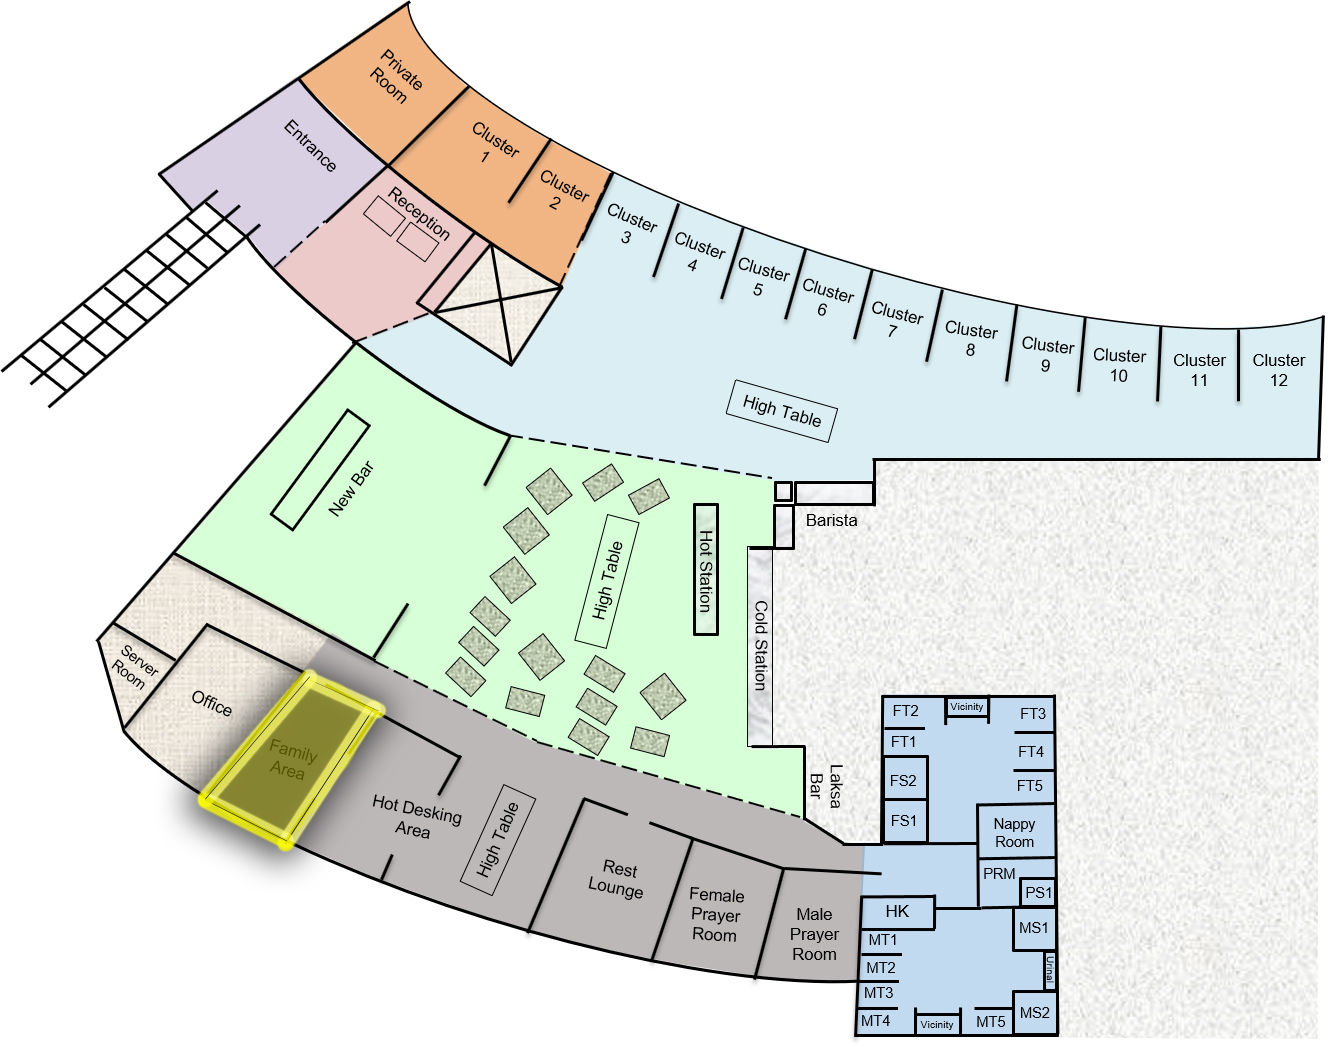 Private
Room
Entrance
Cluster
1
Cluster
2
Reception
Cluster
3
Cluster
4
Cluster
5
Cluster
6
Cluster
7
Cluster
8
Cluster
9
Cluster
10
Cluster
11
Cluster
12
High Table
New Bar
High Table
Hot Station
Barista
Cold Station
Server
Room
Office
Family
Area
Hot Desking
Area
High Table
Laksa
Bar
Rest
Lounge
Female
Prayer
Room
Male
Prayer
Room
FT2
Vicinity
FT3
FT1
FT4
FS2
FT5
FS1
Nappy
Room
PRM
PS1
HK
MS1
MT1
MT2
Urinal
MT3
MS2
MT4
Vicinity
MT5